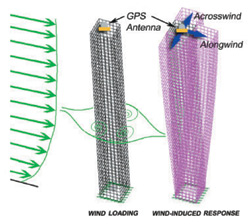 GPS
Antenna
Acrosswind
Alongwind
WIND LOADING
WIND-INDUCED RESPONSE